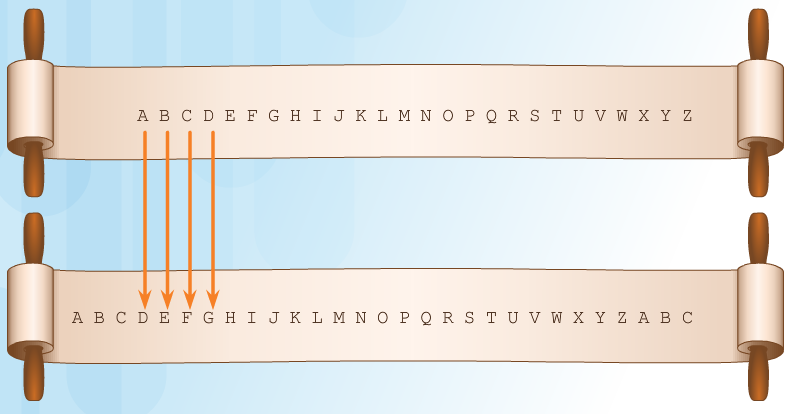 A B C D E F G H I J K L M N O P Q R S T U V W X Y Z
A B C D E F G H I J K L M N O P Q R S T U V W X Y Z A B C